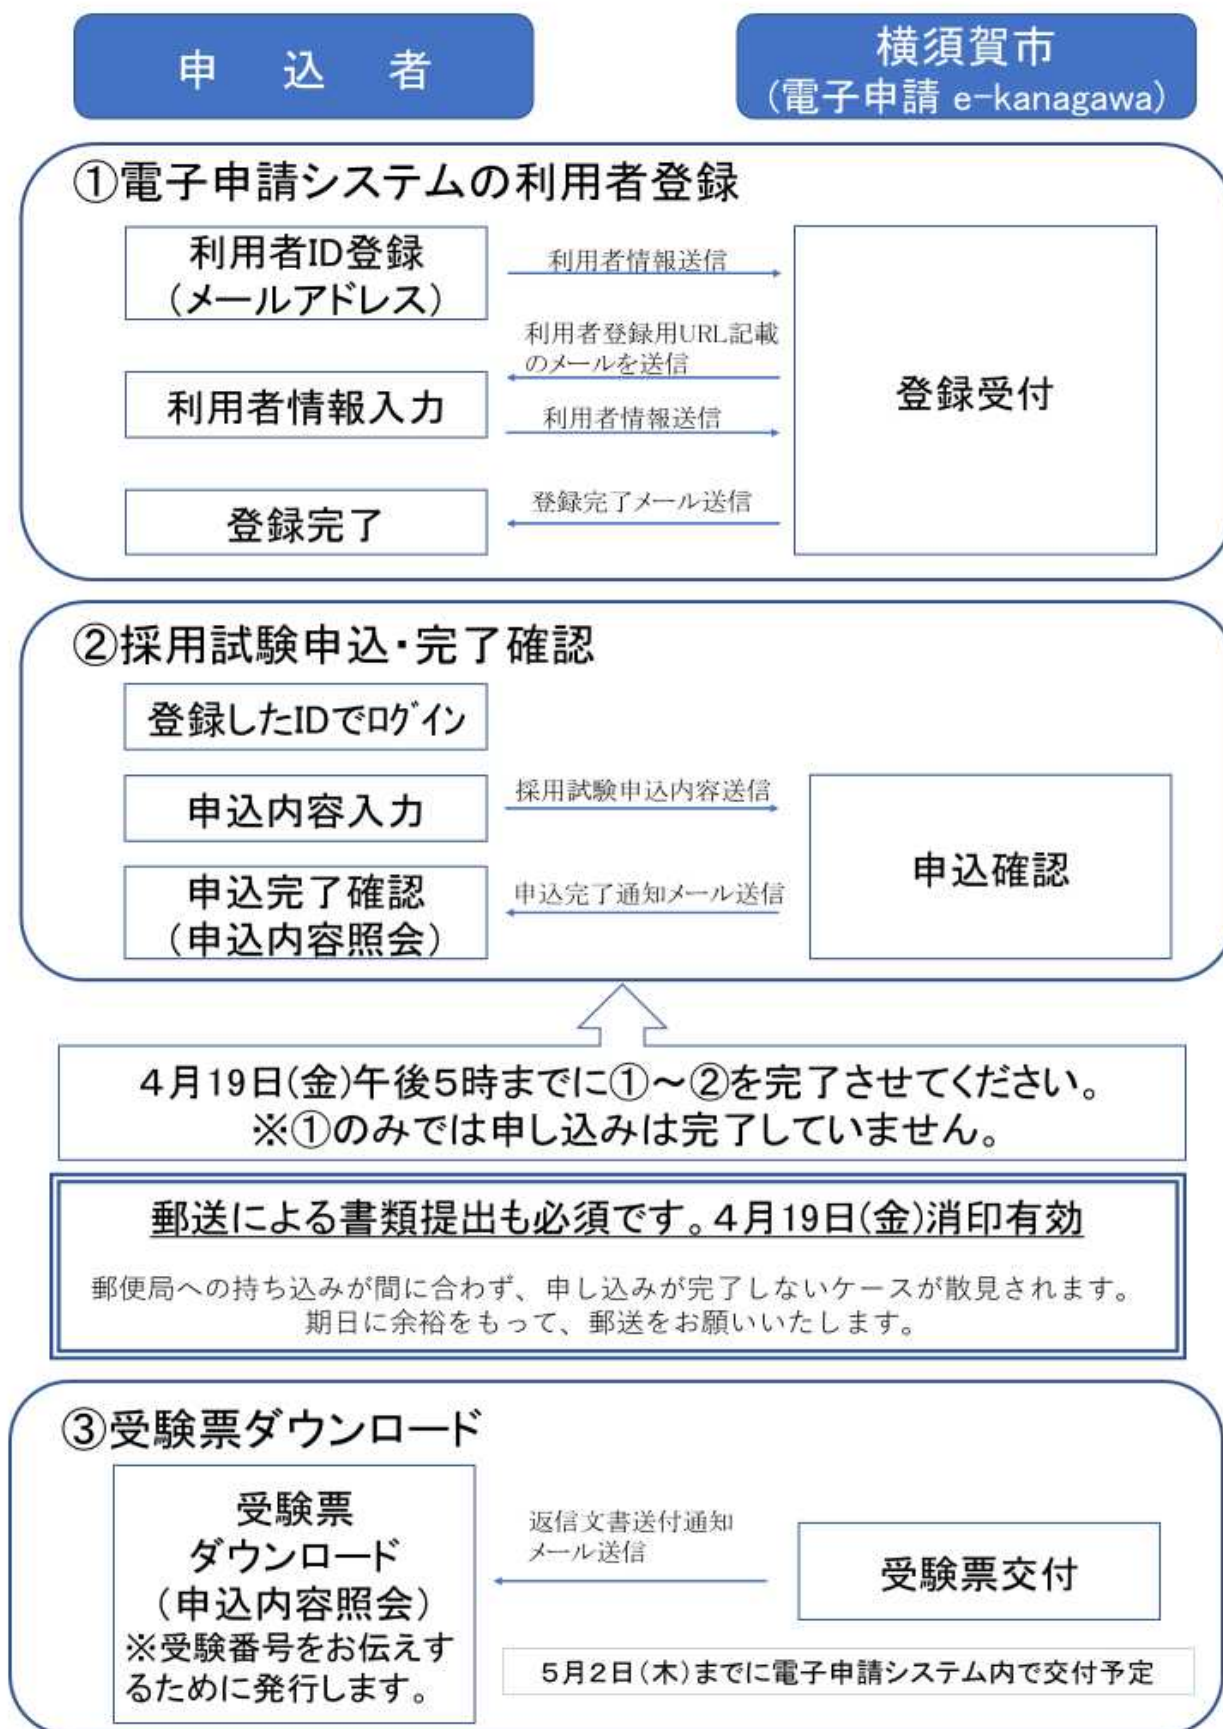 申　込　者
横須賀市
(電子申請 e-kanagawa)
①電子申請システムの利用者登録
利用者ID登録
(メールアドレス)
利用者情報送信
利用者登録用URL記載
のメールを送信
登録受付
利用者情報入力
利用者情報送信
登録完了メール送信
登録完了
②採用試験申込・完了確認
登録したIDでﾛｸﾞｲﾝ
申込内容入力
採用試験申込内容送信
申込確認
申込完了確認
(申込内容照会)
申込完了通知メール送信
４月19日(金)午後５時までに①～②を完了させてください。
※①のみでは申し込みは完了していません。
郵送による書類提出も必須です。４月19日(金)消印有効
郵便局への持ち込みが間に合わず、申し込みが完了しないケースが散見されます。
期日に余裕をもって、郵送をお願いいたします。
③受験票ダウンロード
受験票
ダウンロード
(申込内容照会)
※受験番号をお伝えす
るために発行します。
返信文書送付通知
メール送信
受験票交付
５月２日(木)までに電子申請システム内で交付予定